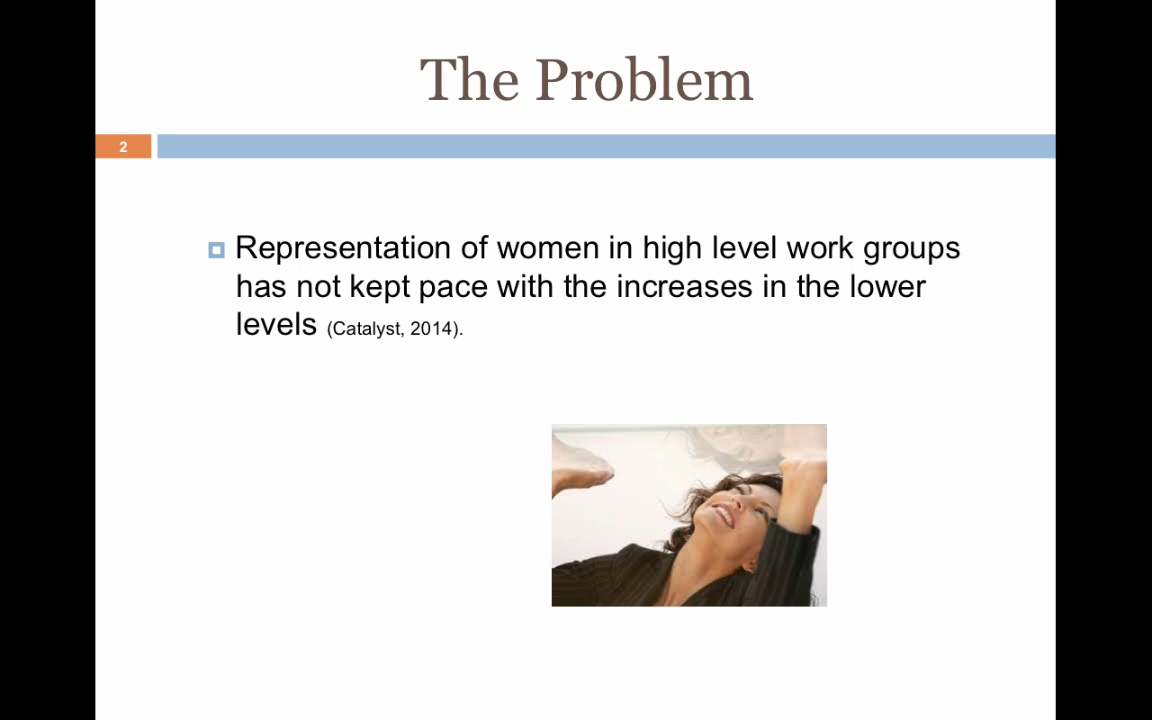 The Problem
2
Representation of women in high level work groups
has not kept pace with the increases in the lower
levels (Catalyst, 2014).